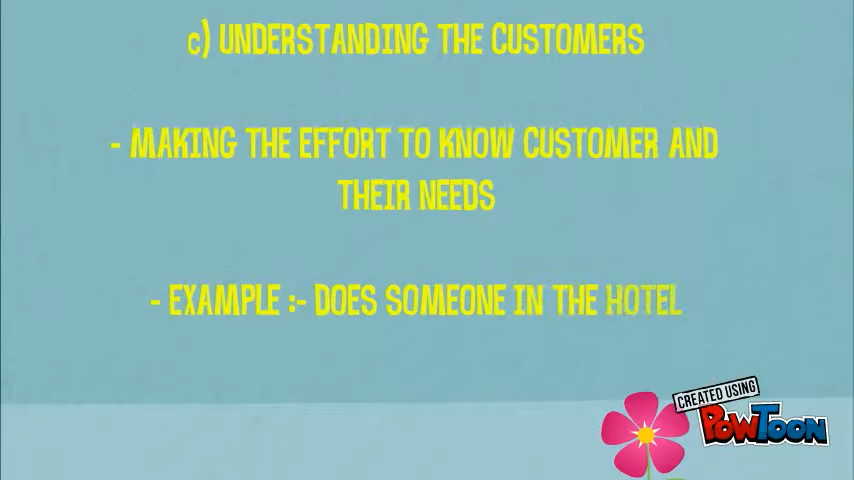 c) UNDERSTANDING THE CUSTOMERS
- MAKING THE EFFORT TO KNOW CUSTOMER AND
THEIR NEEDS
- EXAMPLE :- DOES SOMEONE IN THE HOTEL
CREATED USING
POWTOON